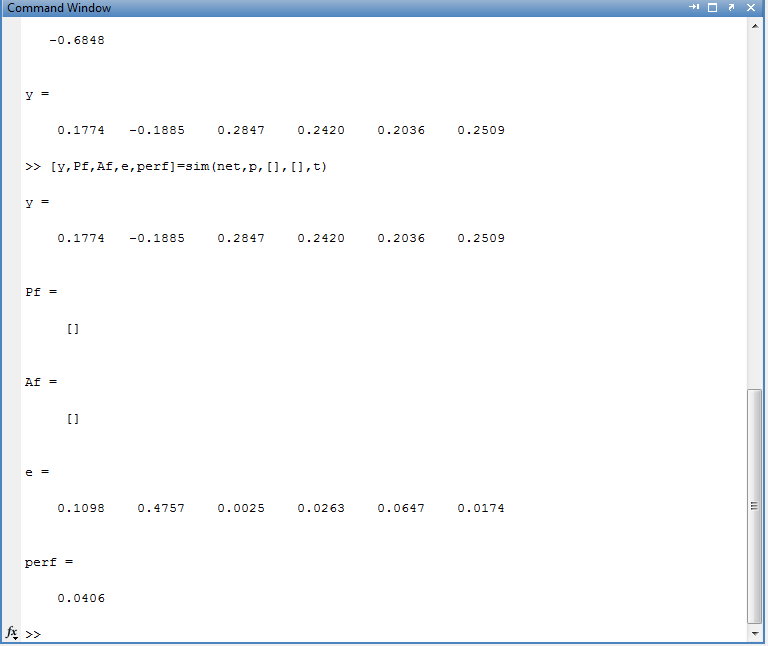 Command Window
-0.6848
y =
0.1774 -0.1885 0.2847 0.2420 0.2036 0.2509
>> [y,Pf,Af,e,perf]=sim(net,p,[],[],t)
y =
0.1774 -0.1885 0.2847 0.2420 0.2036 0.2509
Pf =
[]
Af =
[]
e =
0.1098 0.4757 0.0025 0.0263 0.0647 0.0174
perf =
0.0406
fx >>